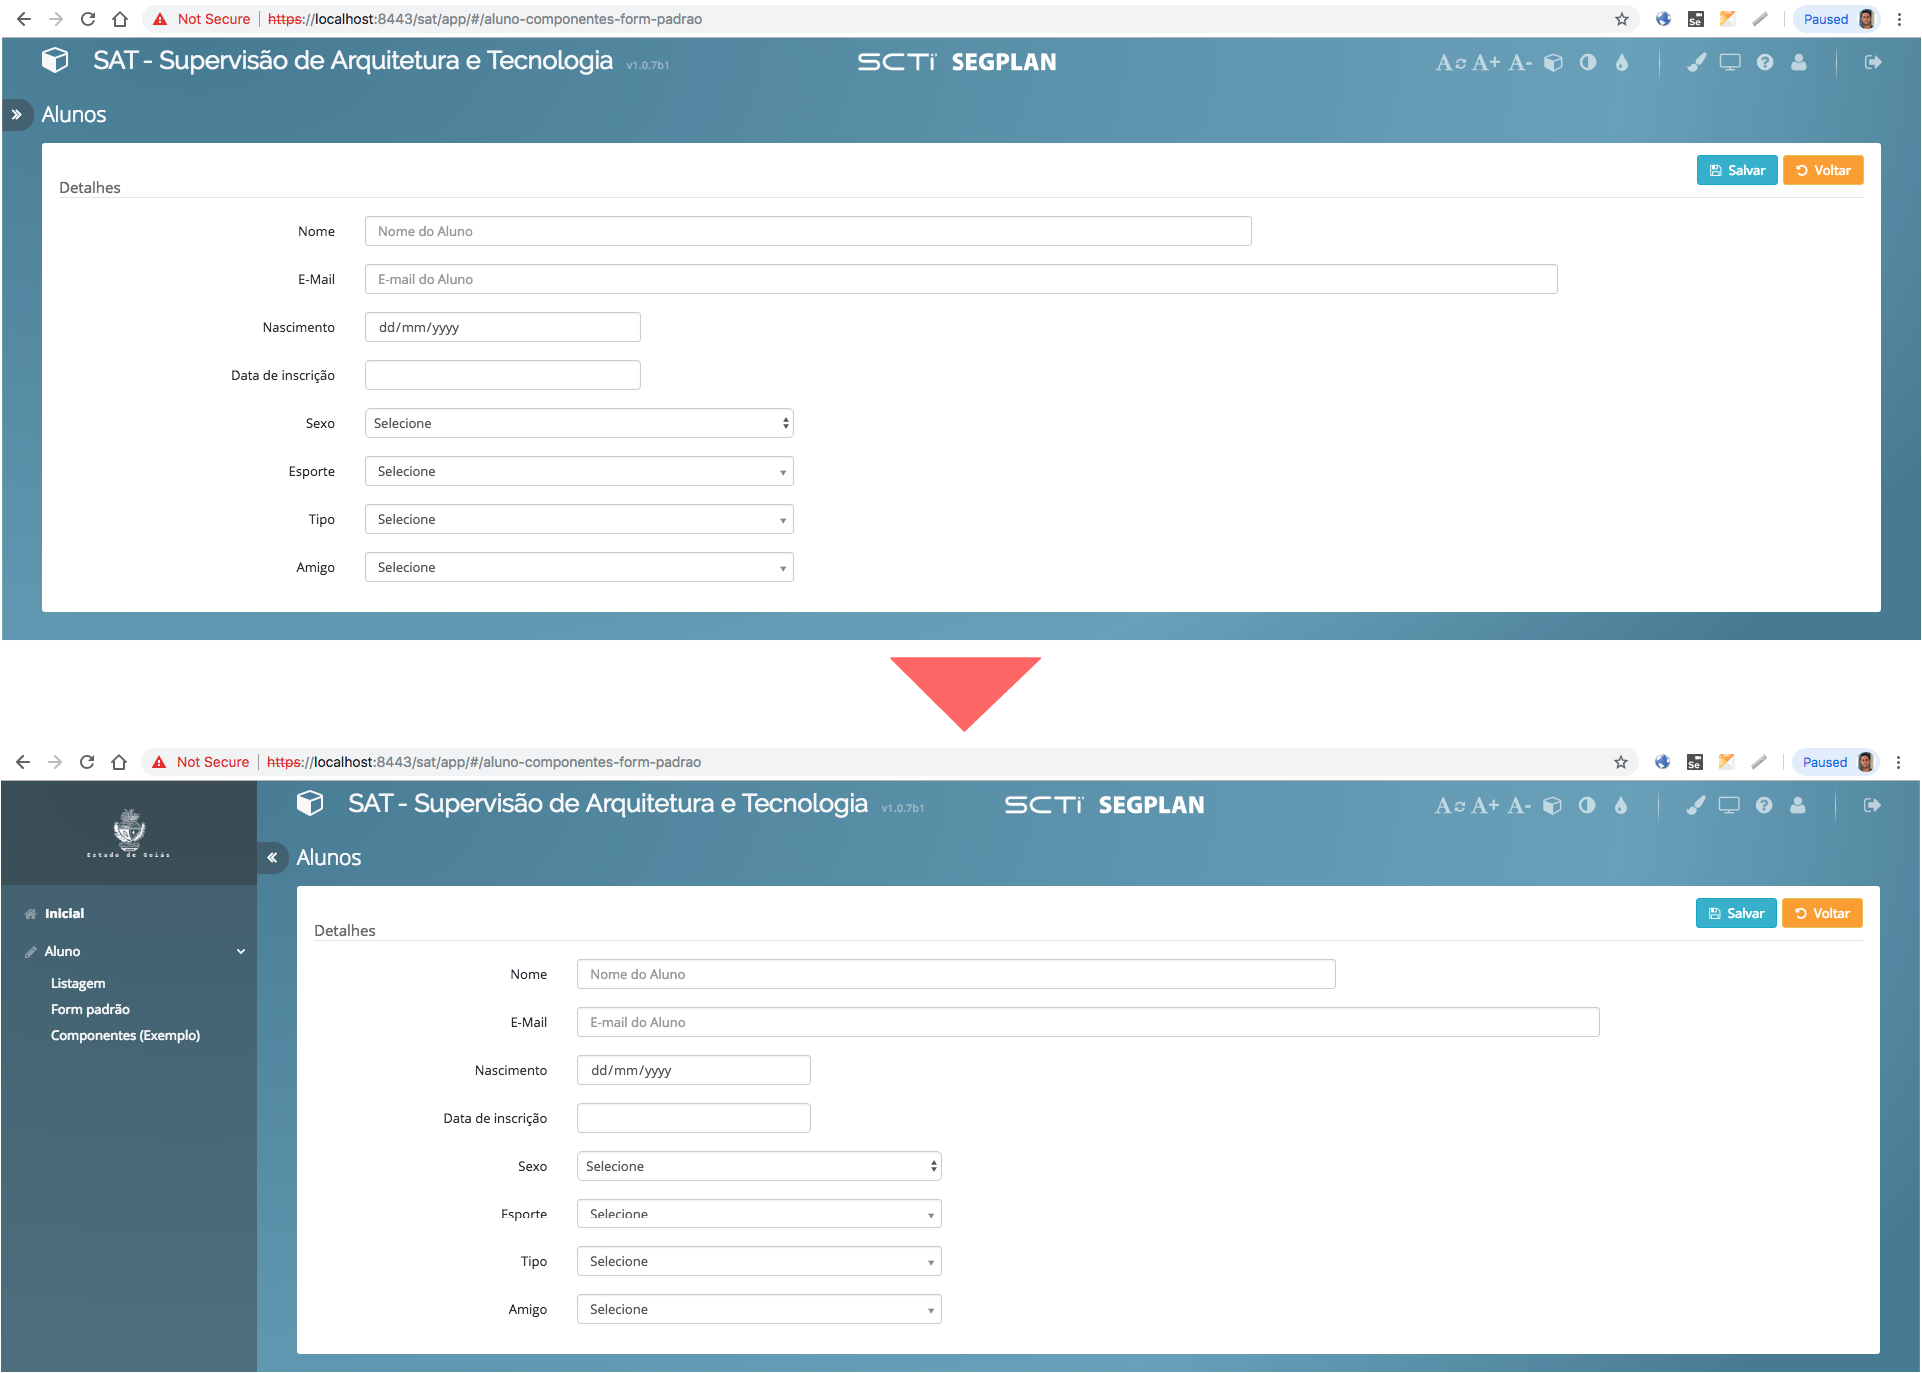 Not Secure https://localhost:8443/sat/app/#/aluno-componentes-form-padrao Se Paused
SAT - Supervisão de Arquitetura e Tecnologia v1.0.7b1 SCTi SEGPLAN A A+ A-
Alunos
Salvar Voltar
Detalhes
Nome Nome do Aluno
E-Mail E-mail do Aluno
Nascimento dd/mm/yyyy
Data de inscrição
Sexo Selecione
Esporte Selecione
Tipo Selecione
Amigo Selecione
Not Secure https://localhost:8443/sat/app/#/aluno-componentes-form-padrao Se Paused
SAT - Supervisão de Arquitetura e Tecnologia v1.0.7b1 SCTi SEGPLAN A A+ A-
Estado de Goiás
Alunos
Inicial
Aluno
Listagem
Form padrão
Componentes (Exemplo)
Salvar Voltar
Detalhes
Nome Nome do Aluno
E-Mail E-mail do Aluno
Nascimento dd/mm/yyyy
Data de inscrição
Sexo Selecione
Esporte Selecione
Tipo Selecione
Amigo Selecione